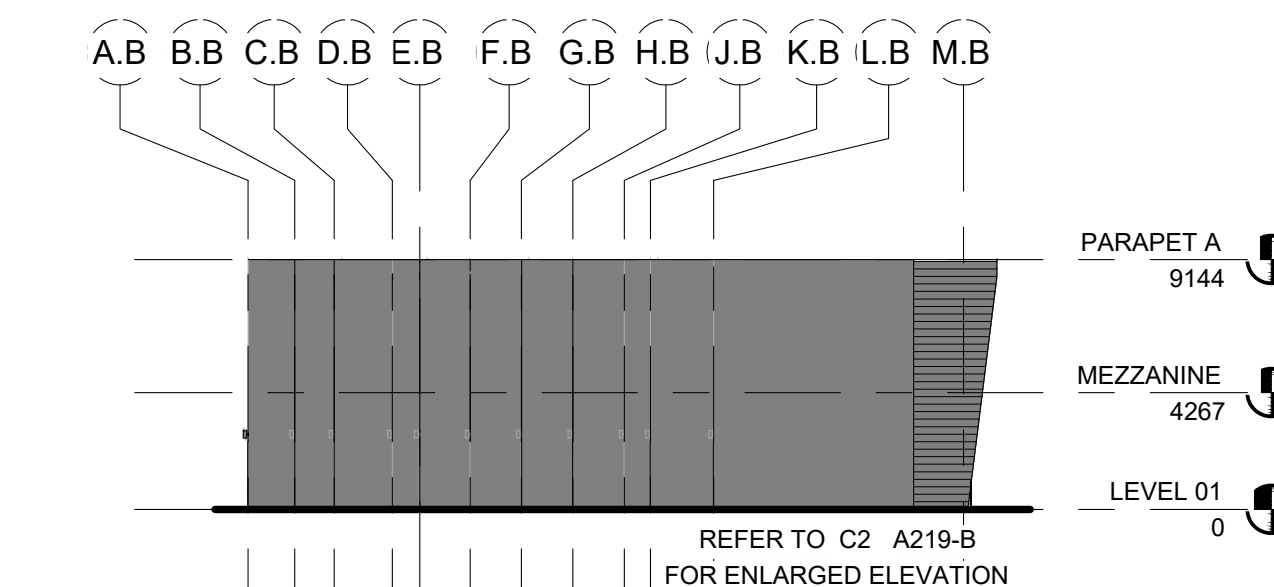 A.B B.B C.B D.B E.B F.B G.B H.B J.B K.B L.B M.B
PARAPET A
9144
MEZZANINE
4267
LEVEL 01
0
REFER TO C2 A219-B
FOR ENLARGED ELEVATION